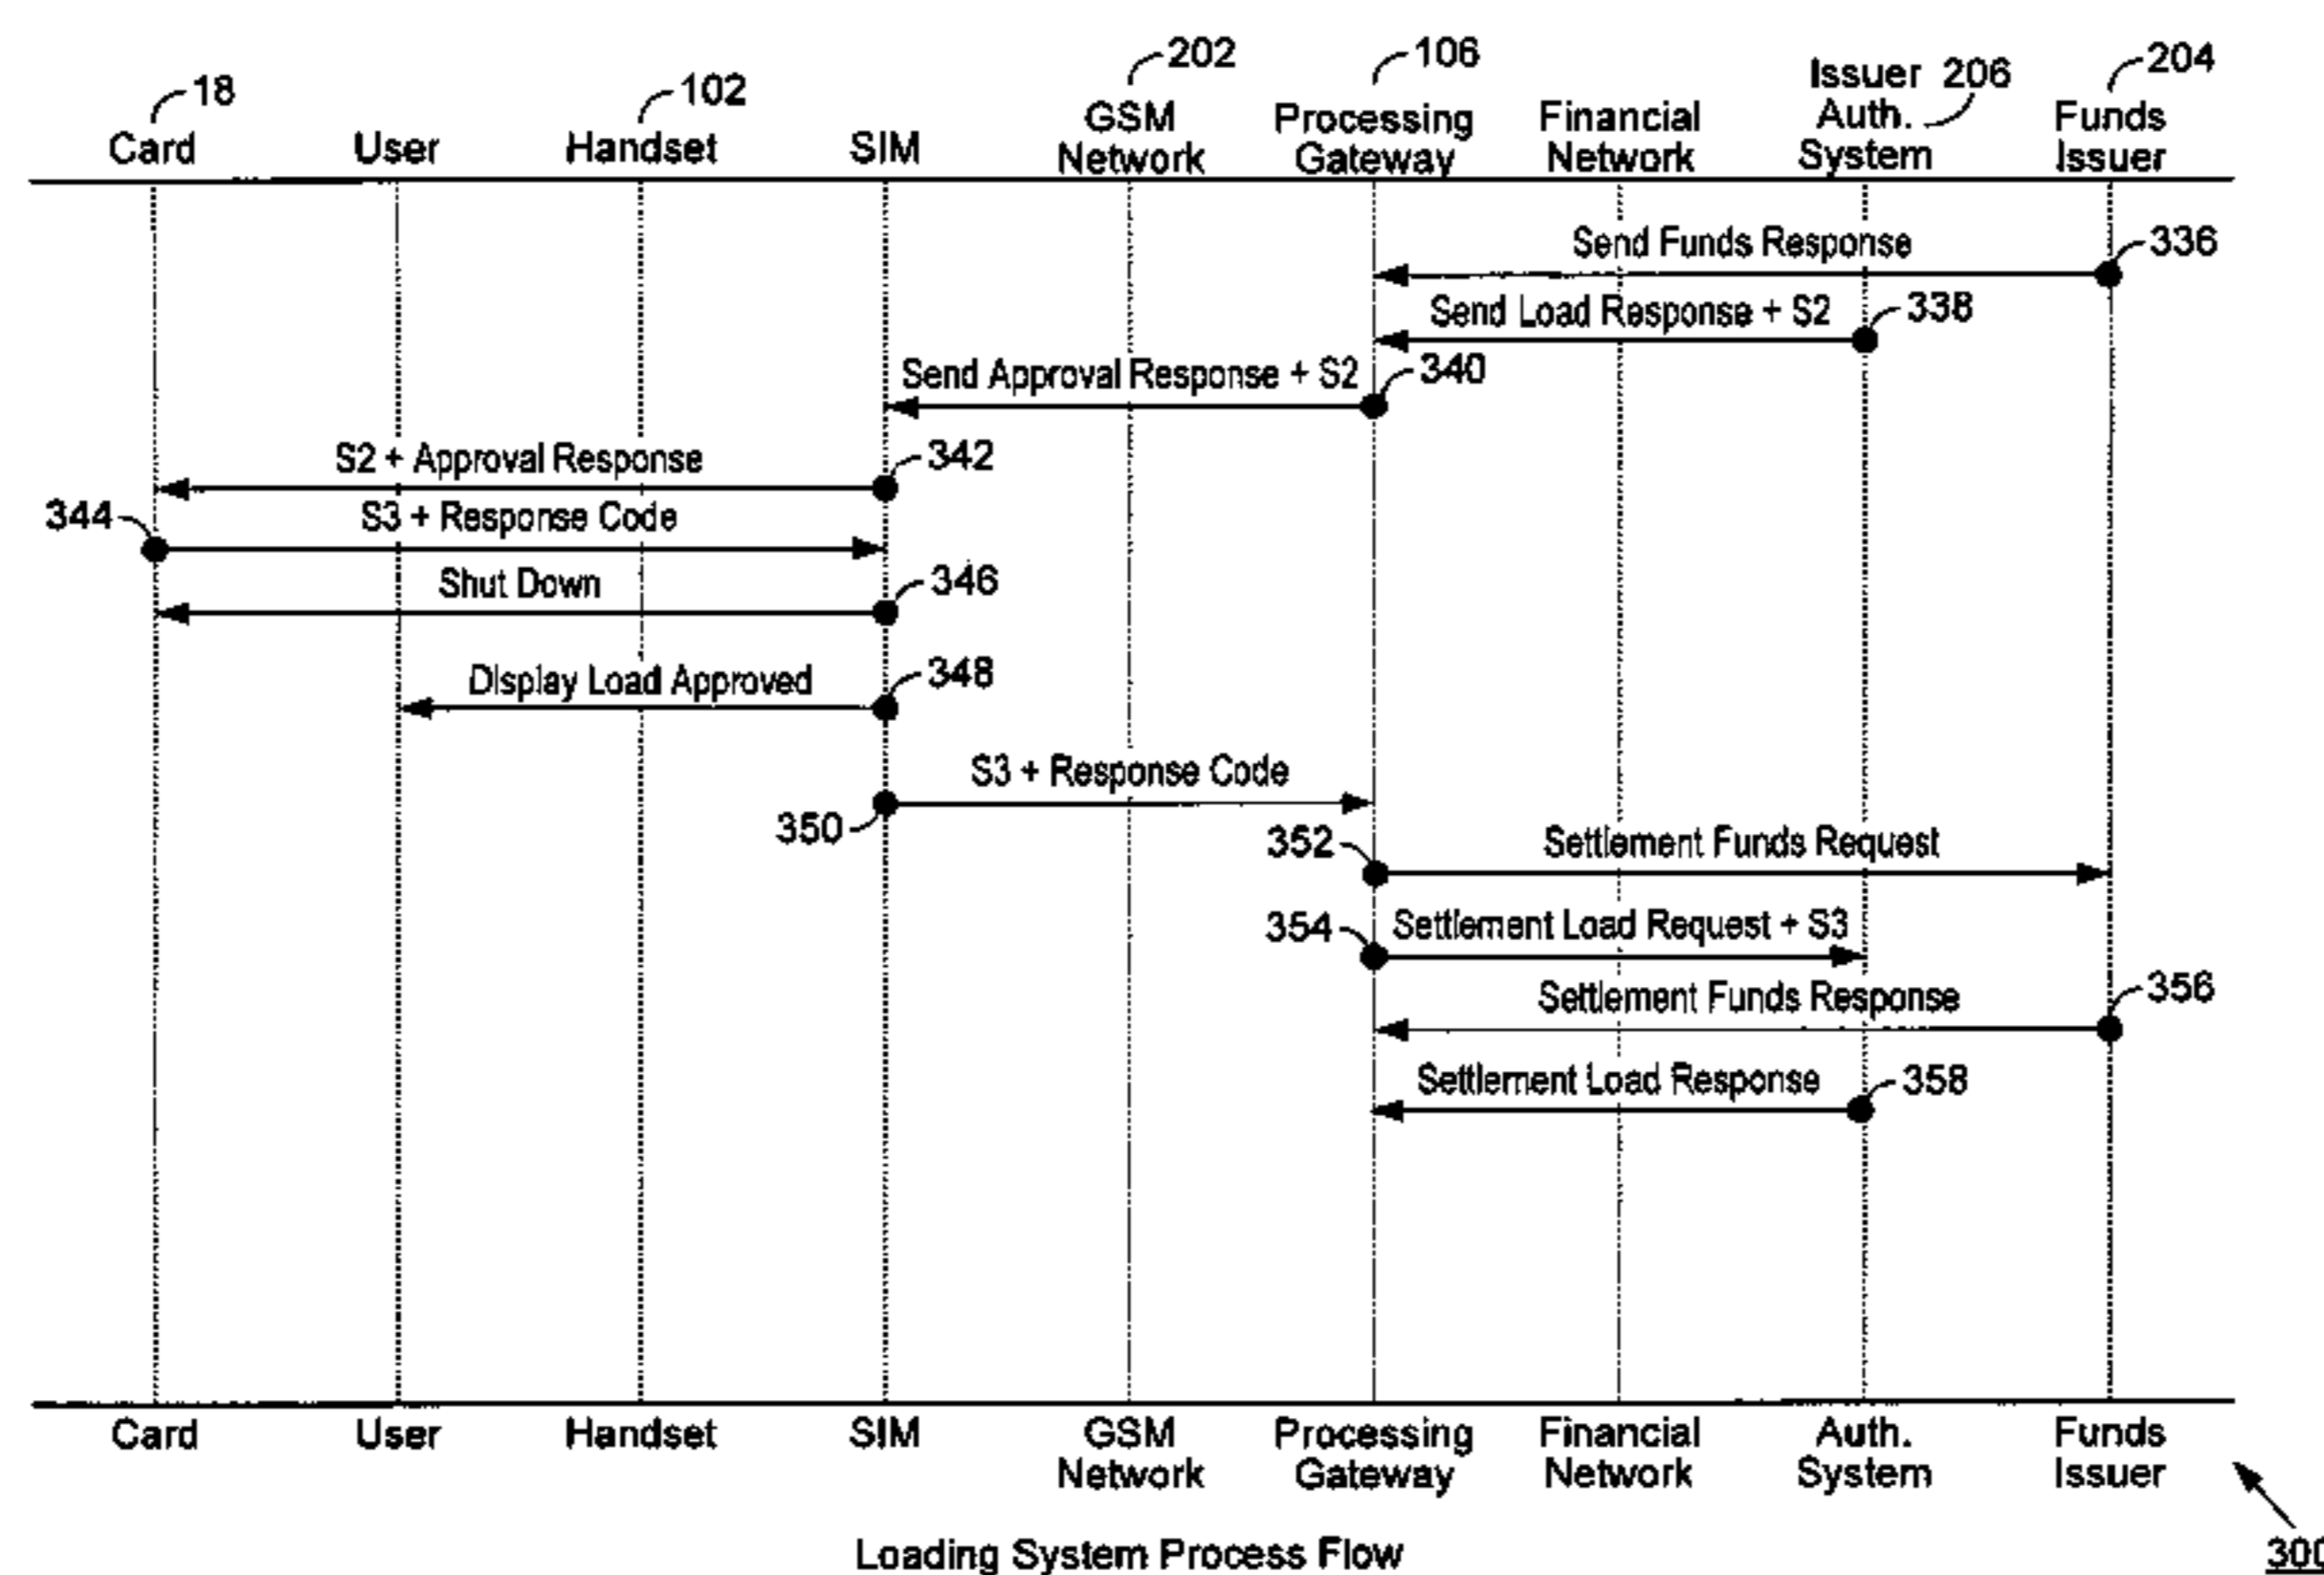 18
Card
User
102
Handset
SIM
202
GSM
Network
106
Processing
Gateway
Financial
Network
Issuer 206
Auth.
System
204
Funds
Issuer
Send Funds Response
336
Send Load Response + S2
338
Send Approval Response + S2
340
S2 + Approval Response
342
344
S3 + Response Code
Shut Down
346
Display Load Approved
348
S3 + Response Code
350
352
Settlement Funds Request
354
Settlement Load Request + S3
Settlement Funds Response
356
Settlement Load Response
358
Card
User
Handset
SIM
GSM
Network
Processing
Gateway
Financial
Network
Auth.
System
Funds
Issuer
Loading System Process Flow
300